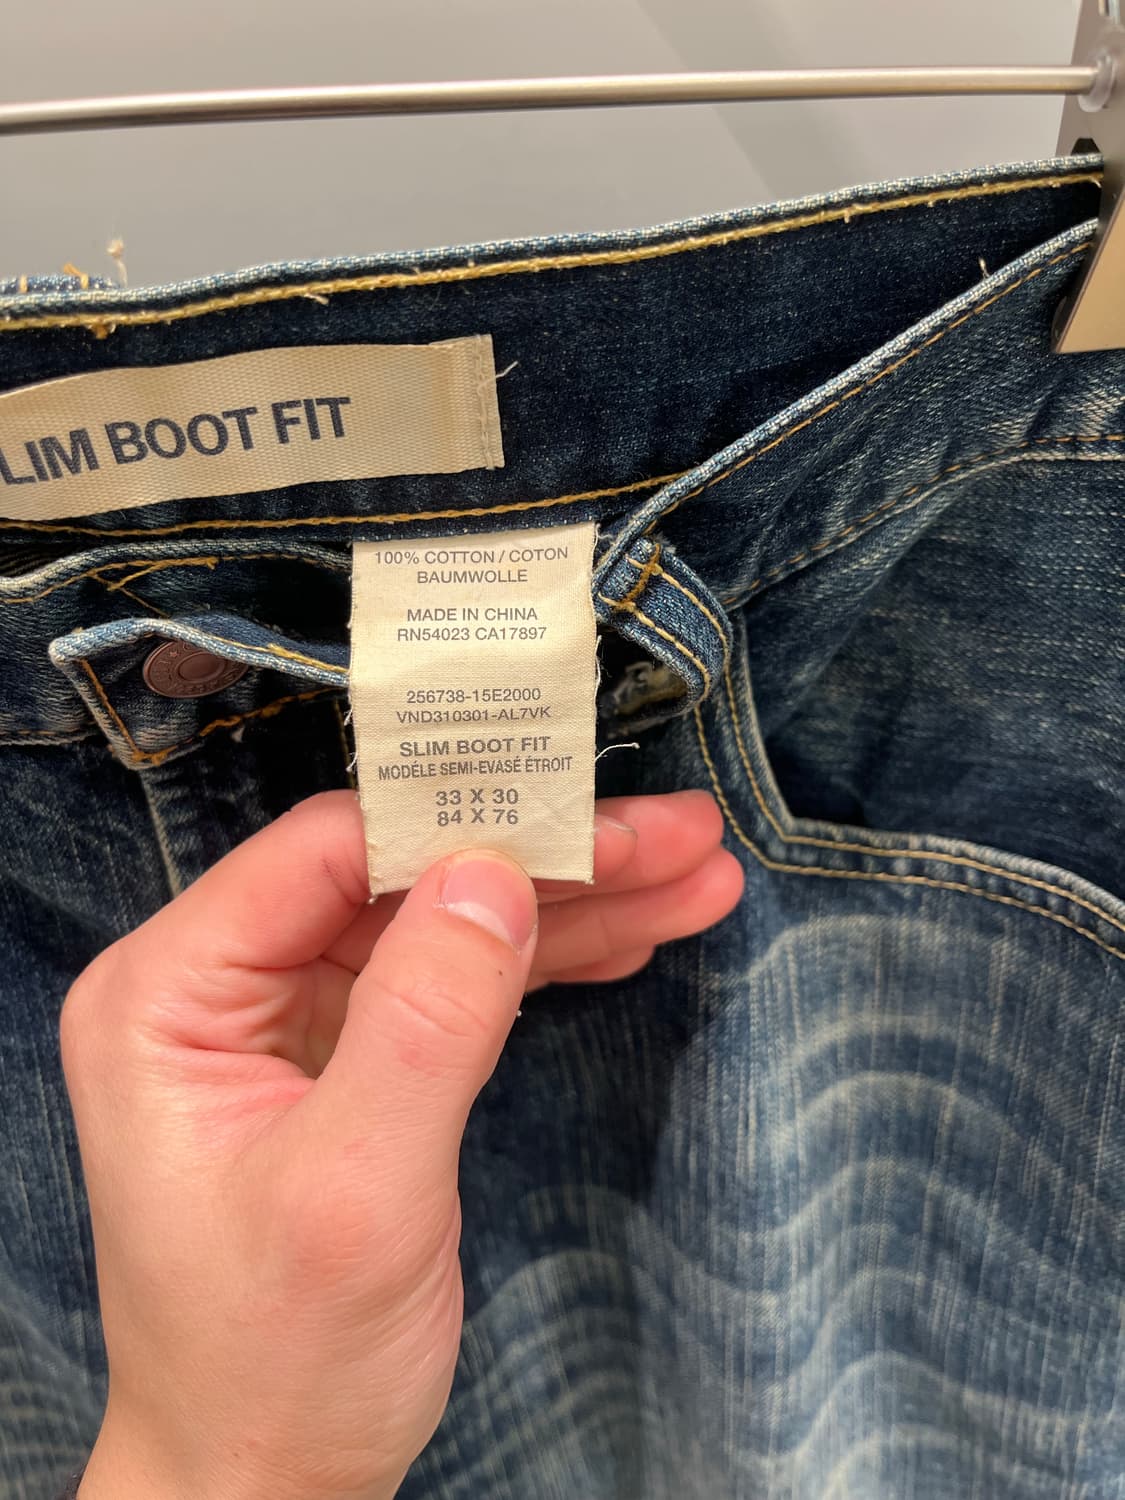 LIM BOOT FIT
100% COTTON / COTON
BAUMWOLLE
MADE IN CHINA
RN54023 CA17897
256738-15E2000
VND310301-AL7VK
SLIM BOOT FIT
MODÉLE SEMI-EVASÉ ÉTROIT
33 X 30
84 X 76